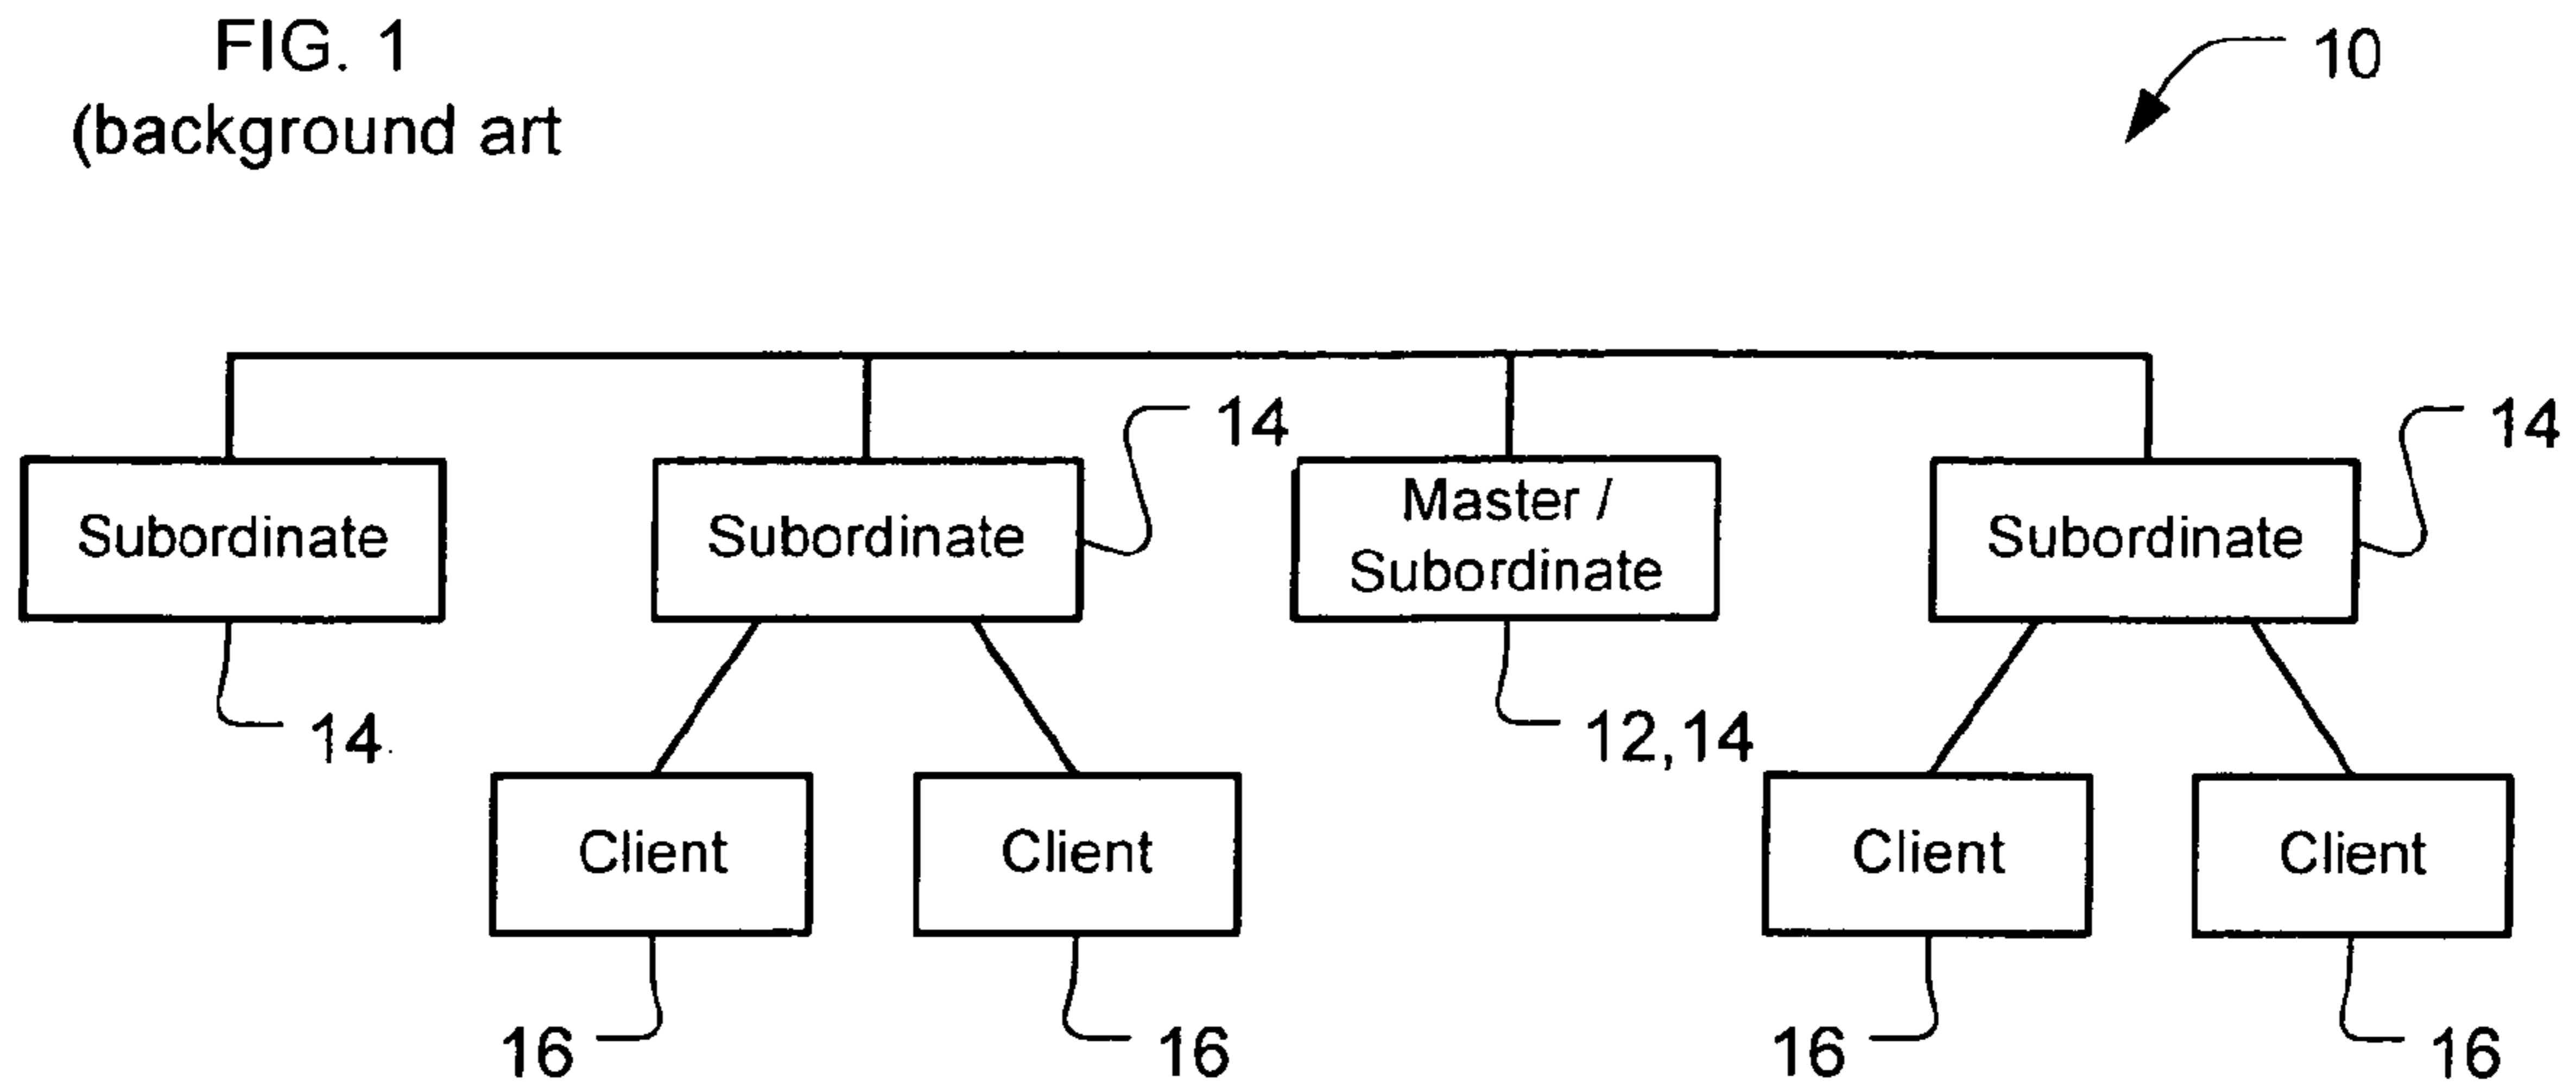 FIG. 1
(background art
10
14
14
Subordinate
Subordinate
Master /
Subordinate
Subordinate
14
12,14
Client
Client
Client
Client
16
16
16
16